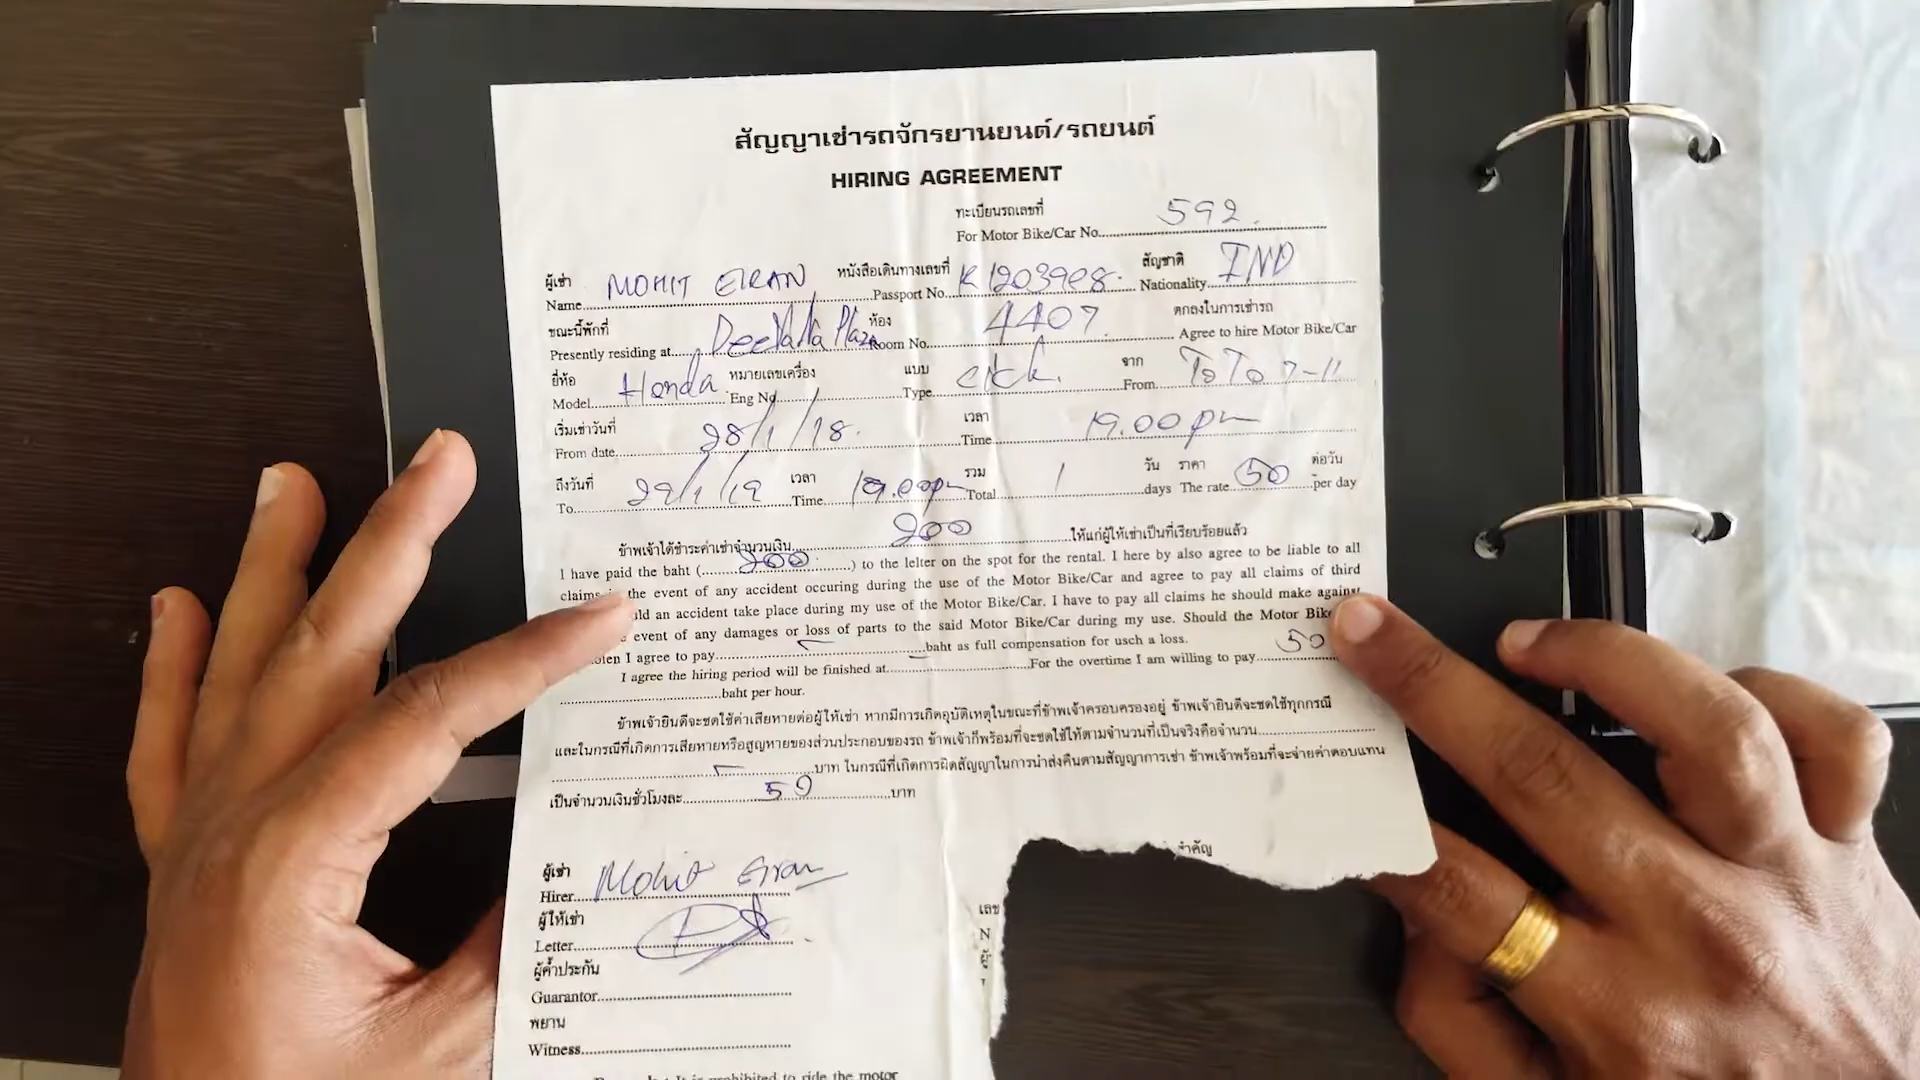 สัญญาเช่ารถจักรยานยนต์/รถยนต์
HIRING AGREEMENT
ทะเบียนรถเลขที่
For Motor Bike/Car No. 592.
ผู้เช่า หนังสือเดินทางเลขที่ สัญชาติ
Name MOHIT Passport No. Nationality IND
ขณะนี้พักที่ ห้อง ตกลงในการเช่ารถ
Presently residing at Plaza Room No. 4407 Agree to hire Motor Bike/Car
ยี่ห้อ หมายเลขเครื่อง แบบ จาก
Model Honda Eng No Type From 7-11
เริ่มเช่าวันที่ เวลา
From date 28/1/18. Time 19.00 pm
ถึงวันที่ เวลา รวม วัน ราคา ต่อวัน
To Time 19.00pm Total 1 days The rate 50 per day
ข้าพเจ้าได้ชำระค่าเช่าจำนวนเงิน 200 ให้แก่ผู้ให้เช่าเป็นที่เรียบร้อยแล้ว
I have paid the baht (200) to the lelter on the spot for the rental. I here by also agree to be liable to all
claims the event of any accident occuring during the use of the Motor Bike/Car and agree to pay all claims of third
an accident take place during my use of the Motor Bike/Car. I have to pay all claims he should make against
event of any damages or loss of parts to the said Motor Bike/Car during my use. Should the Motor Bike
I agree to pay baht as full compensation for usch a loss.
I agree the hiring period will be finished at For the overtime I am willing to pay 50
baht per hour.
ข้าพเจ้ายินดีจะชดใช้ค่าเสียหายต่อผู้ให้เช่า หากมีการเกิดอุบัติเหตุในขณะที่ข้าพเจ้าครอบครองอยู่ ข้าพเจ้ายินดีจะชดใช้ทุกกรณี
และในกรณีที่เกิดการเสียหายหรือสูญหายของส่วนประกอบของรถ ข้าพเจ้าก็พร้อมที่จะชดใช้ให้ตามจำนวนที่เป็นจริงคือจำนวน
บาท ในกรณีที่เกิดการผิดสัญญาในการนำส่งคืนตามสัญญาการเช่า ข้าพเจ้าพร้อมที่จะจ่ายค่าตอบแทน
เป็นจำนวนเงินชั่วโมงละ 50 บาท
ผู้เช่า
Hirer Mohit
ผู้ให้เช่า
Letter
ผู้ค้ำประกัน
Guarantor
พยาน
Witness
It is prohibited to ride the motor